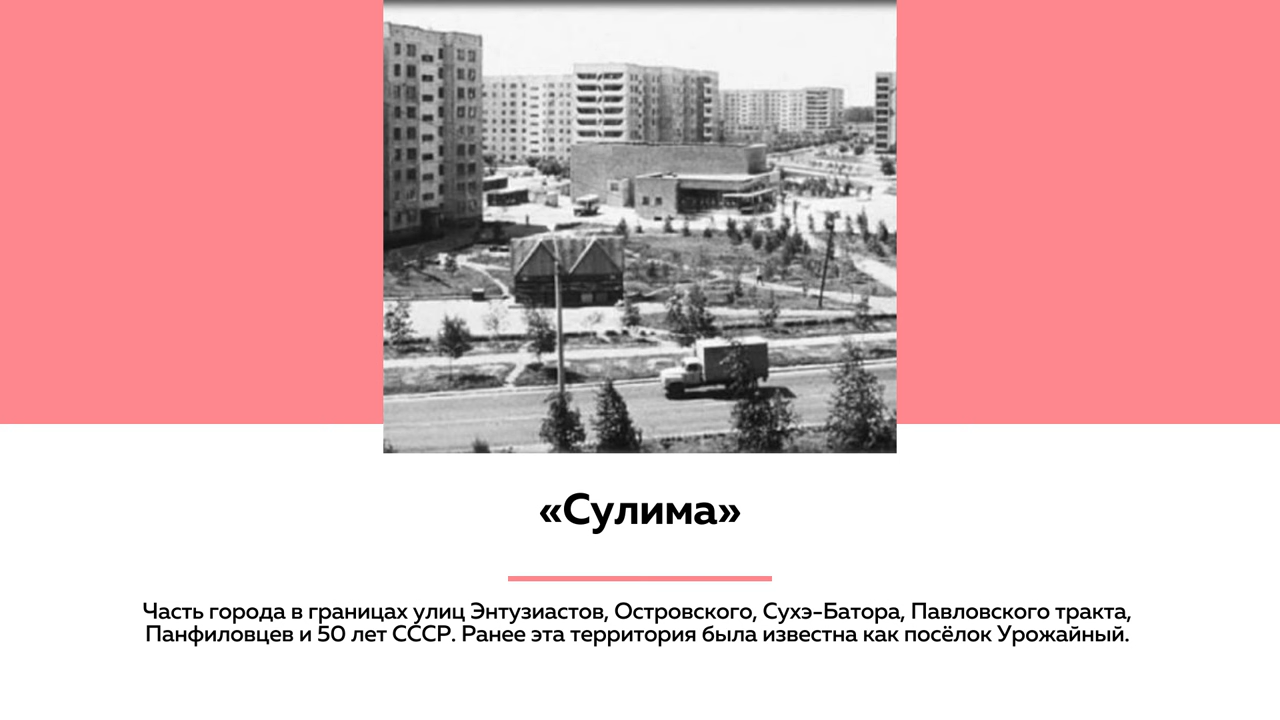 «Сулима»
Часть города в границах улиц Энтузиастов, Островского, Сухэ-Батора, Павловского тракта,
Панфиловцев и 50 лет СССР. Ранее эта территория была известна как посёлок Урожайный.